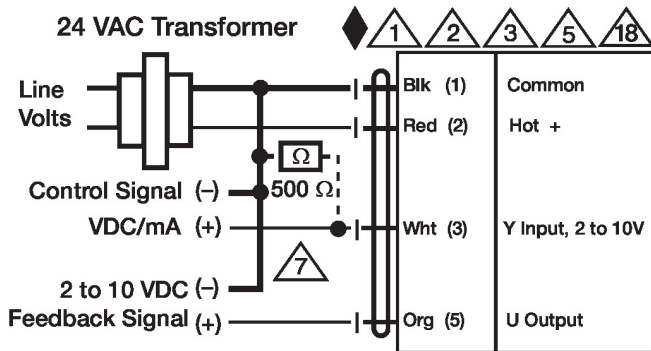 24 VAC Transformer
1 2 3 5 18
Line
Volts
Blk (1) Common
Red (2) Hot +
Ω
500 Ω
Control Signal (–)
VDC/mA (+)
Wht (3) Y Input, 2 to 10V
7
2 to 10 VDC (–)
Feedback Signal (+)
Org (5) U Output